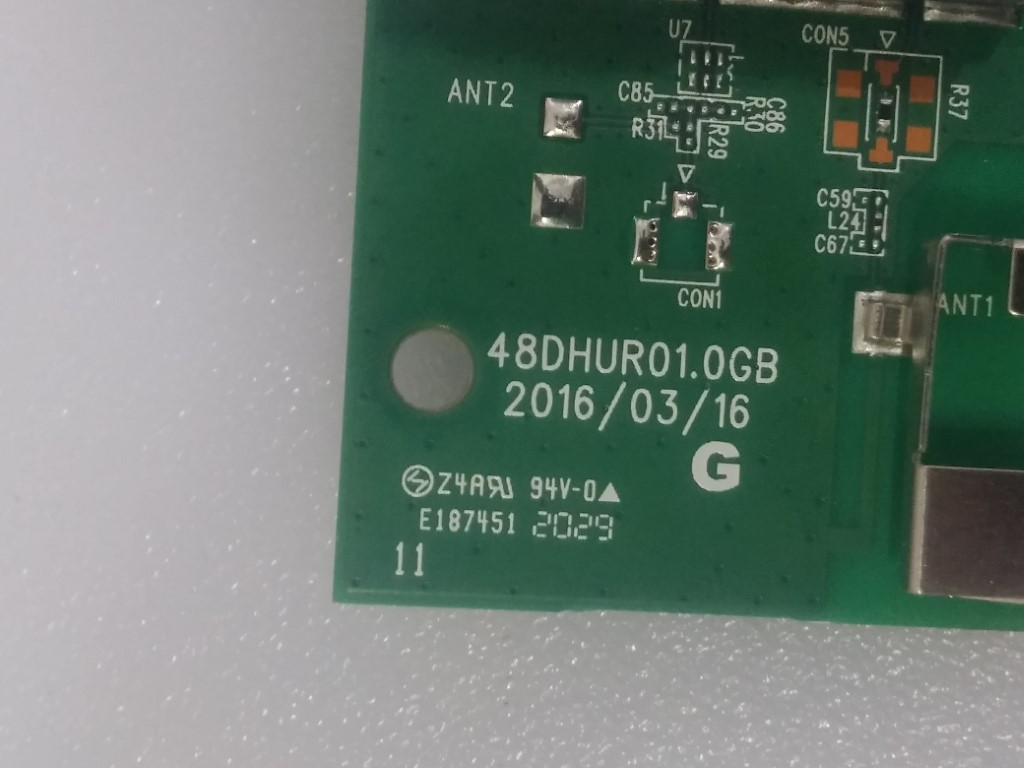 U7
CON5
ANT2
C85
C86
R30
R31
R29
R37
C59
L24
C67
CON1
ANT1
48DHUR01.0GB
2016/03/16
G
Z4A 94V-0
E187451 2029
11